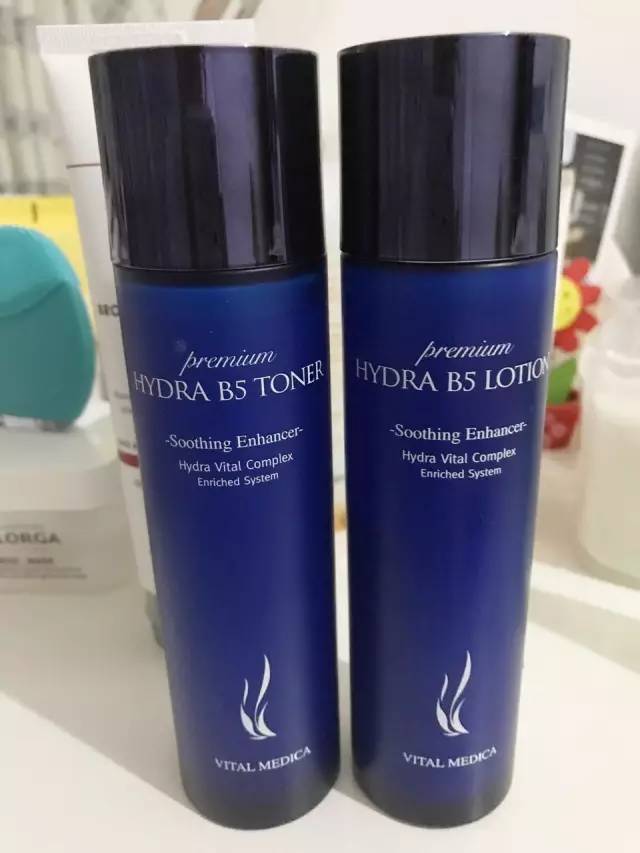 premium
HYDRA B5 TONER
-Soothing Enhancer-
Hydra Vital Complex
Enriched System
VITAL MEDICA
premium
HYDRA B5 LOTION
-Soothing Enhancer-
Hydra Vital Complex
Enriched System
VITAL MEDICA
LORGA